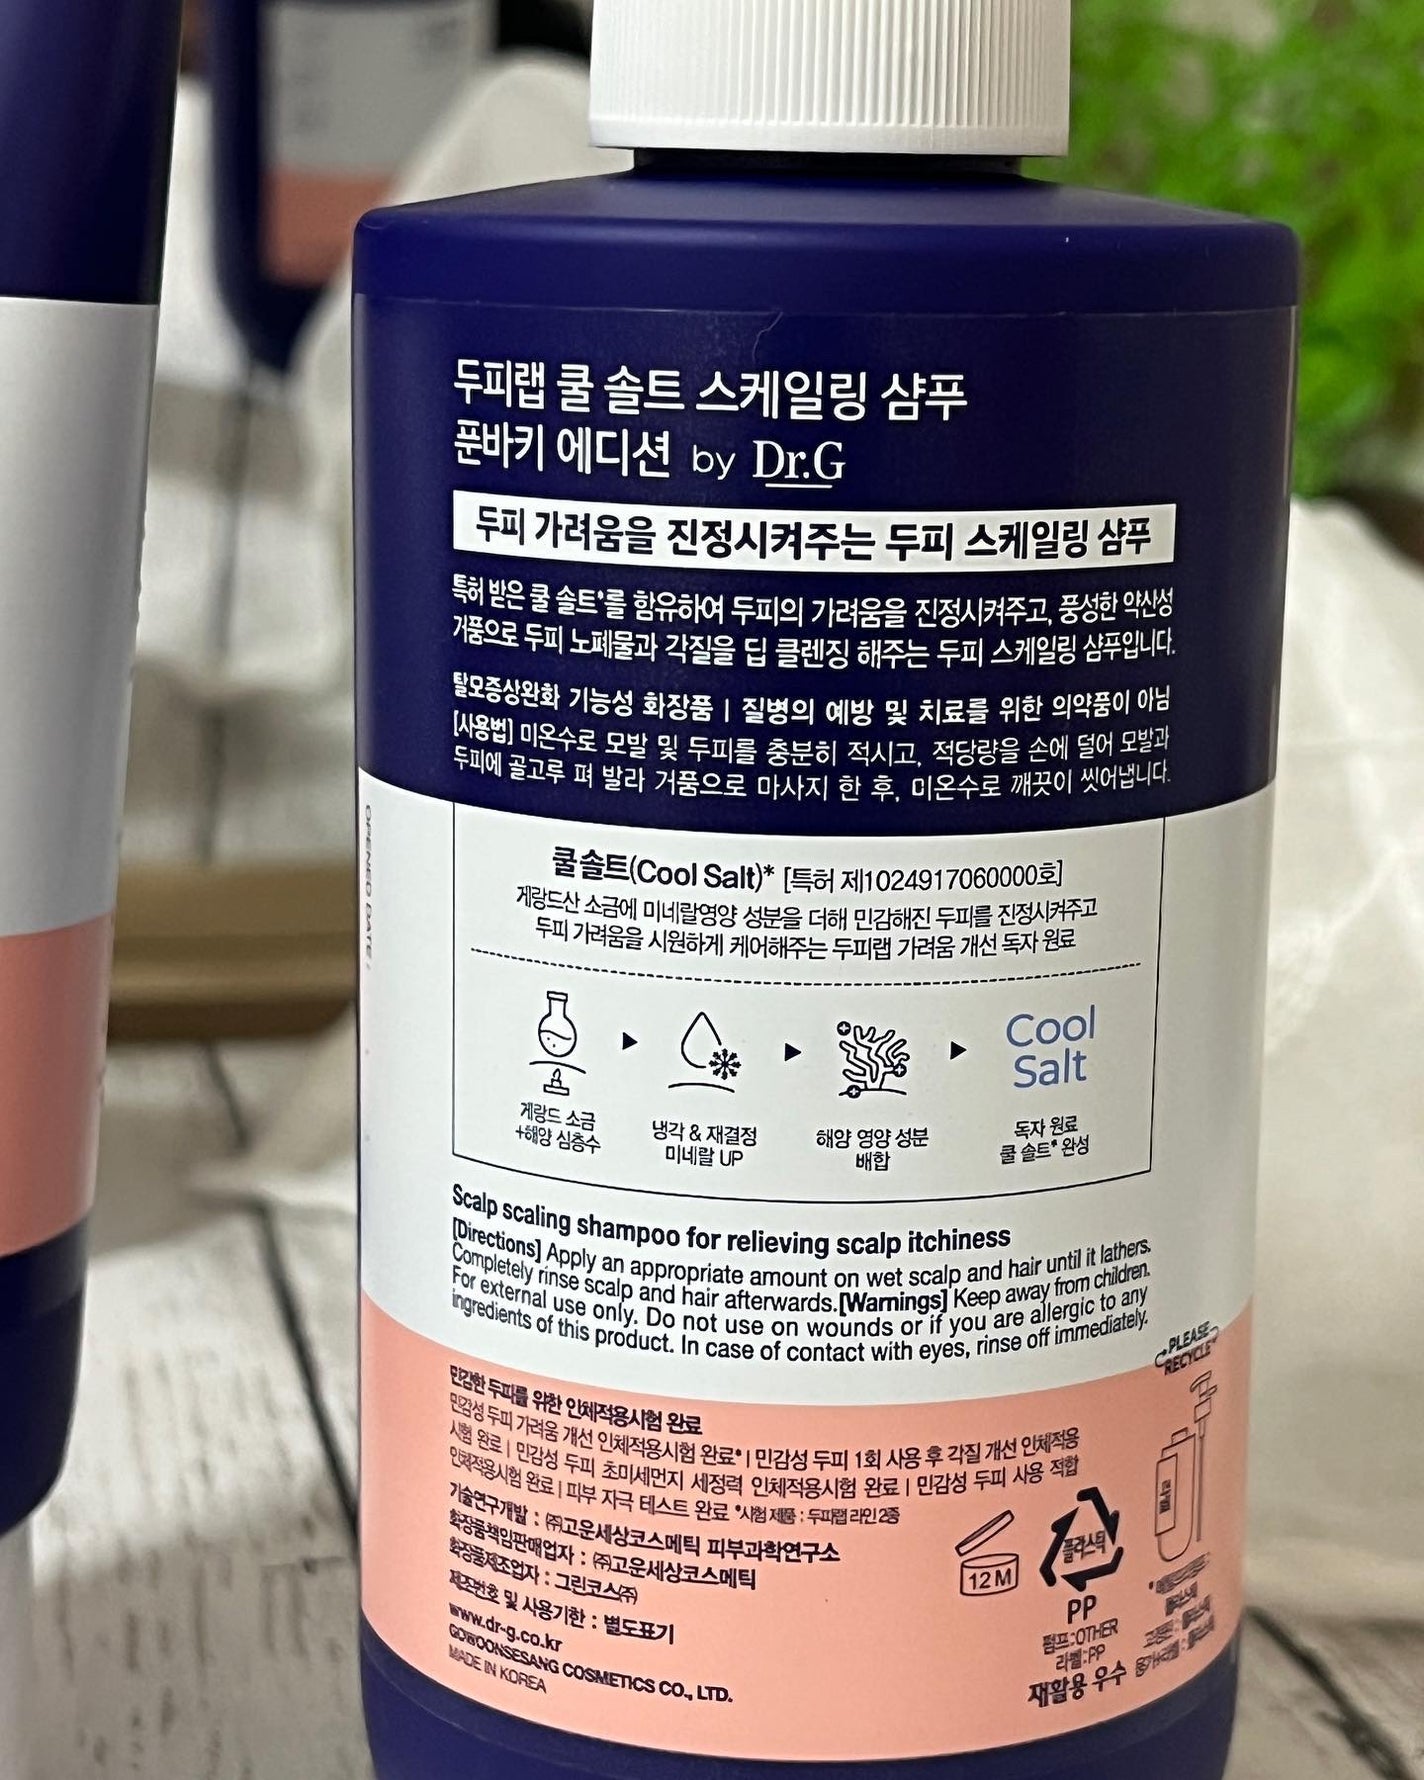 두피랩 쿨 솔트 스케일링 샴푸
푼바키 에디션 by Dr.G
두피 가려움을 진정시켜주는 두피 스케일링 샴푸
특허 받은 쿨 솔트*를 함유하여 두피의 가려움을 진정시켜주고, 풍성한 약산성
거품으로 두피 노폐물과 각질을 딥 클렌징 해주는 두피 스케일링 샴푸입니다.
탈모증상완화 기능성 화장품 | 질병의 예방 및 치료를 위한 의약품이 아님
[사용법] 미온수로 모발 및 두피를 충분히 적시고, 적당량을 손에 덜어 모발과
두피에 골고루 펴 발라 거품으로 마사지 한 후, 미온수로 깨끗이 씻어냅니다.
OPENED DATE :
쿨 솔트(Cool Salt)* [특허 제1024917060000호]
게랑드산 소금에 미네랄영양 성분을 더해 민감해진 두피를 진정시켜주고
두피 가려움을 시원하게 케어해주는 두피랩 가려움 개선 독자 원료
Cool
Salt
게랑드 소금
+해양 심층수
냉각 & 재결정
미네랄 UP
해양 영양 성분
배합
독자 원료
쿨 솔트* 완성
Scalp scaling shampoo for relieving scalp itchiness
[Directions] Apply an appropriate amount on wet scalp and hair until it lathers.
Completely rinse scalp and hair afterwards.[Warnings] Keep away from children.
For external use only. Do not use on wounds or if you are allergic to any
ingredients of this product. In case of contact with eyes, rinse off immediately.
민감한 두피를 위한 인체적용시험 완료
민감성 두피 가려움 개선 인체적용시험 완료* | 민감성 두피 1회 사용 후 각질 개선 인체적용
시험 완료 | 민감성 두피 초미세먼지 세정력 인체적용시험 완료 | 민감성 두피 사용 적합
인체적용시험 완료 | 피부 자극 테스트 완료 *시험 제품 : 두피랩 라인 2종
기술연구개발 : ㈜고운세상코스메틱 피부과학연구소
화장품책임판매업자 : ㈜고운세상코스메틱
화장품제조업자 : 그린코스㈜
제조번호 및 사용기한 : 별도표기
www.dr-g.co.kr
GOWOONSESANG COSMETICS CO., LTD.
MADE IN KOREA
12 M
플라스틱
PP
펌프:OTHER
라벨:PP
재활용 우수
PLEASE
RECYCLE